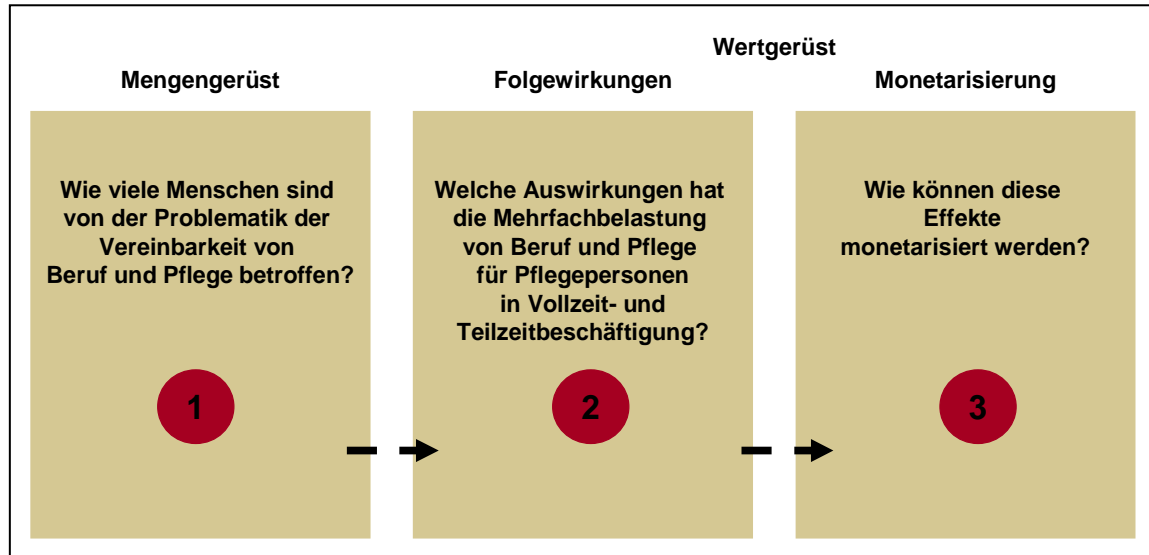 Wertgerüst
Mengengerüst
Folgewirkungen
Monetarisierung
Wie viele Menschen sind
von der Problematik der
Vereinbarkeit von
Beruf und Pflege betroffen?
1
Welche Auswirkungen hat
die Mehrfachbelastung
von Beruf und Pflege
für Pflegepersonen
in Vollzeit- und
Teilzeitbeschäftigung?
2
Wie können diese
Effekte
monetarisiert werden?
3